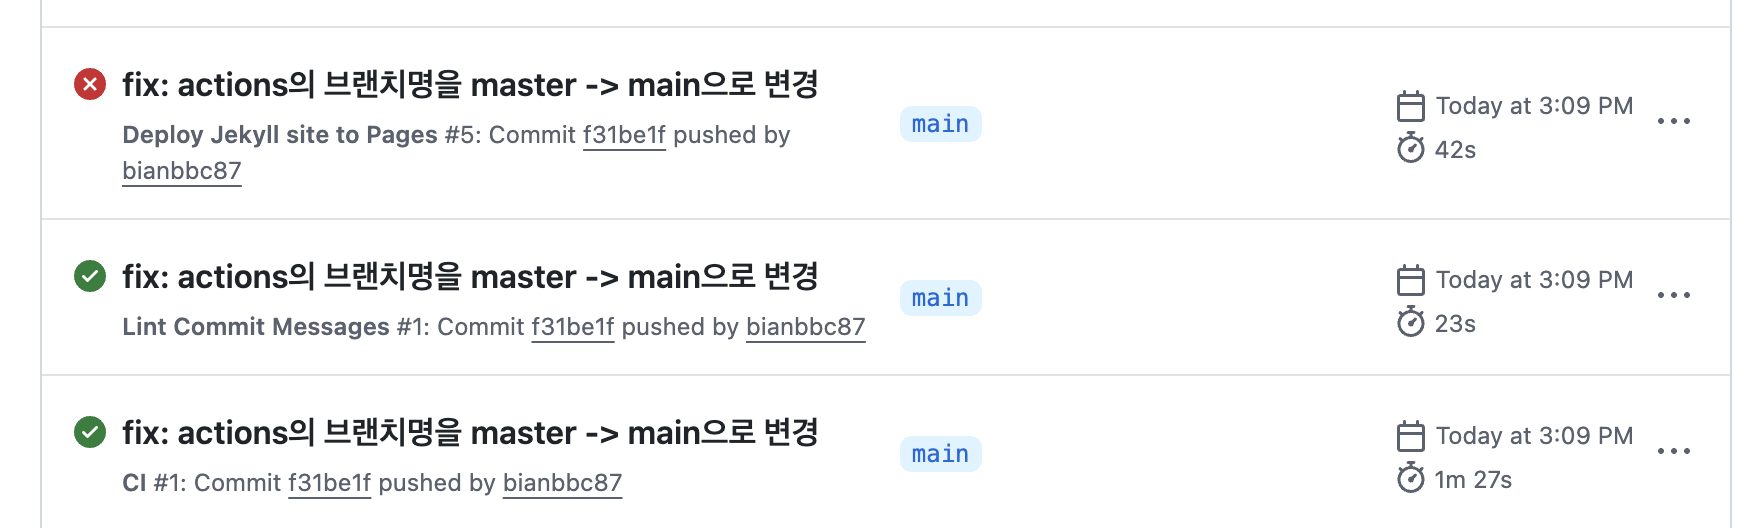 fix: actions의 브랜치명을 master -> main으로 변경
Deploy Jekyll site to Pages #5: Commit f31be1f pushed by
bianbbc87
main
Today at 3:09 PM
42s
fix: actions의 브랜치명을 master -> main으로 변경
Lint Commit Messages #1: Commit f31be1f pushed by bianbbc87
main
Today at 3:09 PM
23s
fix: actions의 브랜치명을 master -> main으로 변경
CI #1: Commit f31be1f pushed by bianbbc87
main
Today at 3:09 PM
1m 27s